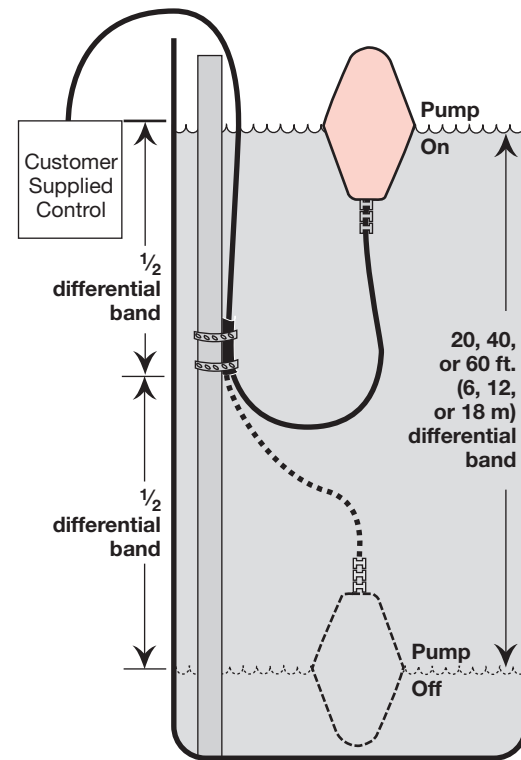 Pump
On
Customer
Supplied
Control
½
differential
band
20, 40,
or 60 ft.
(6, 12,
or 18 m)
differential
band
½
differential
band
Pump
Off